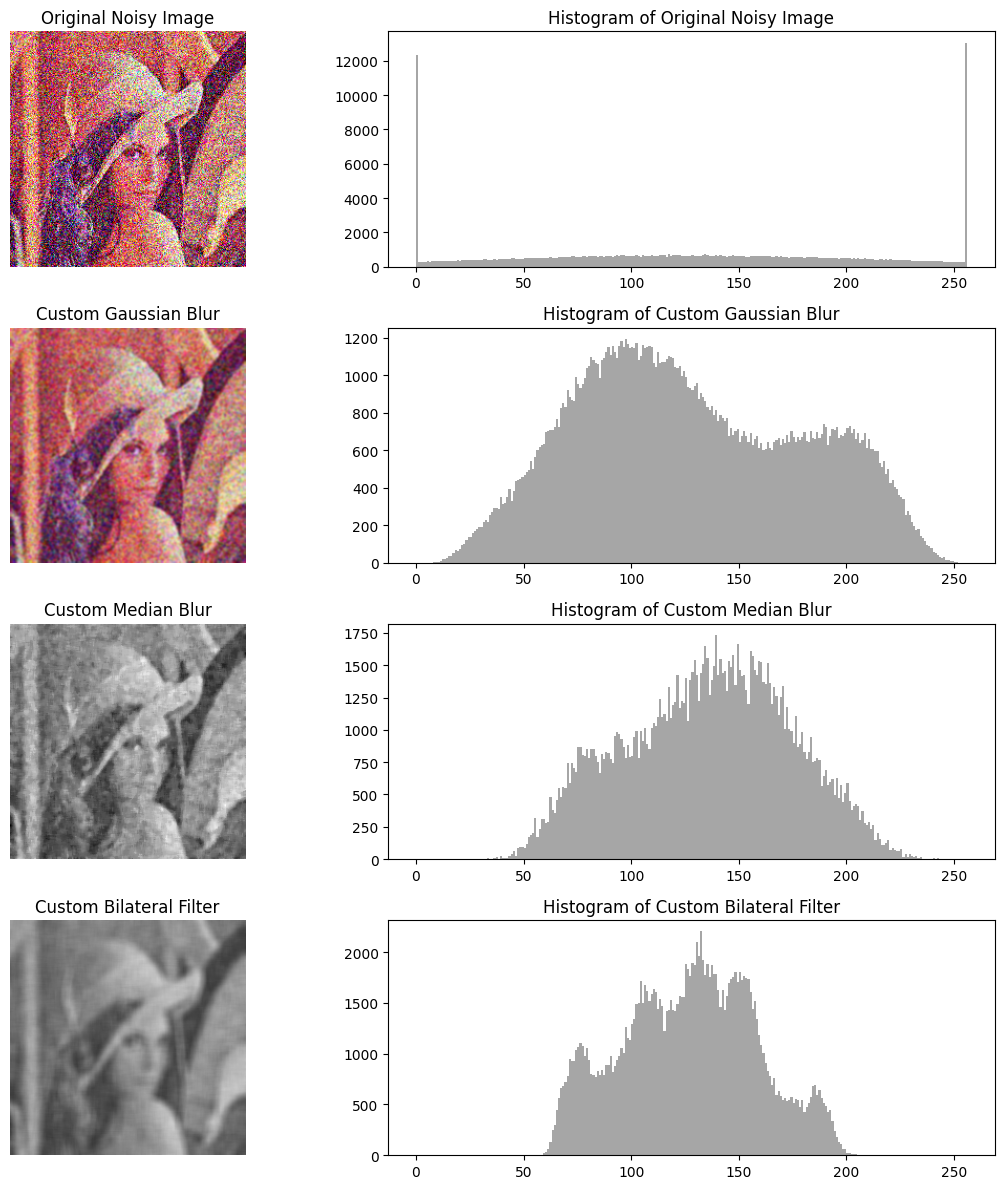 Original Noisy Image
Histogram of Original Noisy Image
12000
10000
8000
6000
4000
2000
0
0 50 100 150 200 250
Custom Gaussian Blur
Histogram of Custom Gaussian Blur
1200
1000
800
600
400
200
0
0 50 100 150 200 250
Custom Median Blur
Histogram of Custom Median Blur
1750
1500
1250
1000
750
500
250
0
0 50 100 150 200 250
Custom Bilateral Filter
Histogram of Custom Bilateral Filter
2000
1500
1000
500
0
0 50 100 150 200 250